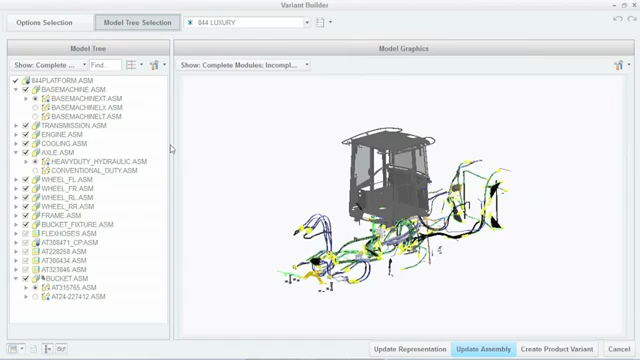 Variant Builder
Options Selection
Model Tree Selection
844 LUXURY
Model Tree
Model Graphics
Show: Complete ...
Find...
Show: Complete Modules; Incompl...
844PLATFORM.ASM
BASEMACHINE.ASM
BASEMACHINEXT.ASM
BASEMACHINELX.ASM
BASEMACHINELT.ASM
TRANSMISSION.ASM
ENGINE.ASM
COOLING.ASM
AXLE.ASM
HEAVYDUTY_HYDRAULIC.ASM
CONVENTIONAL_DUTY.ASM
WHEEL_FL.ASM
WHEEL_FR.ASM
WHEEL_RL.ASM
WHEEL_RR.ASM
FRAME.ASM
BUCKET_FIXTURE.ASM
FLEXHOSES.ASM
AT308471_CP.ASM
AT228258.ASM
AT300434.ASM
AT323846.ASM
BUCKET.ASM
AT315765.ASM
AT24-227412.ASM
Update Representation
Update Assembly
Create Product Variant
Cancel